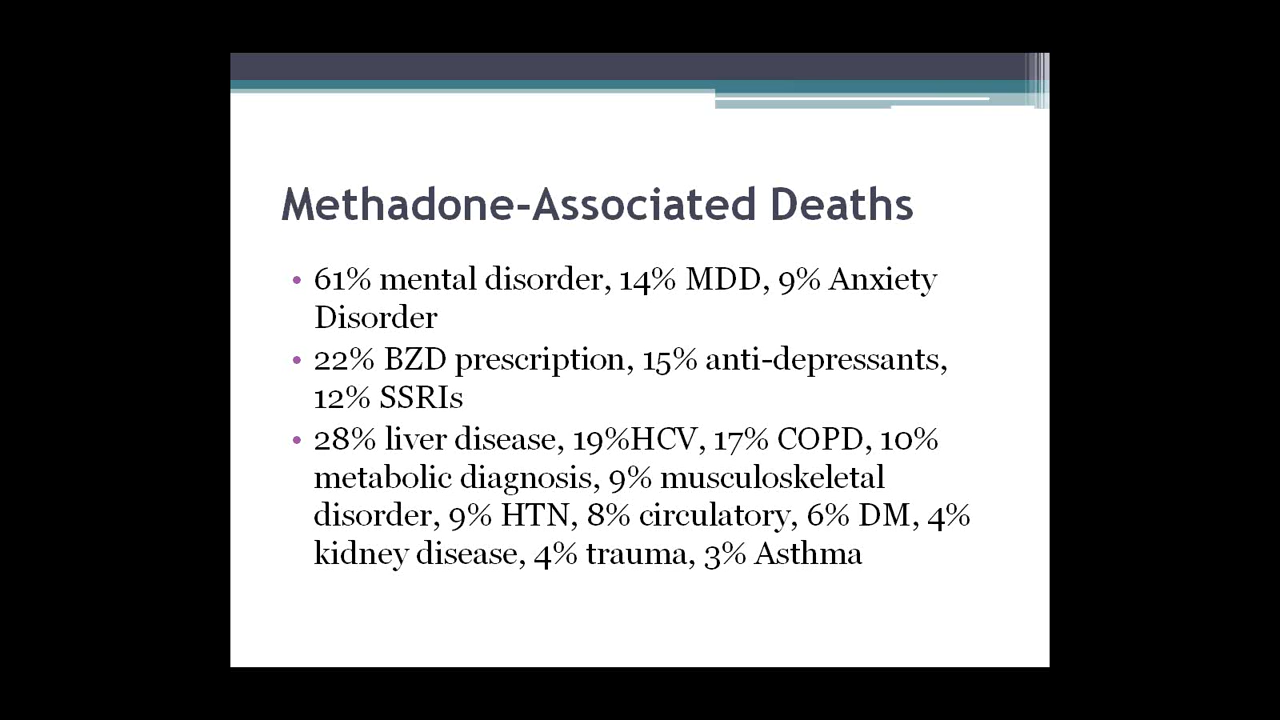 Methadone-Associated Deaths
• 61% mental disorder, 14% MDD, 9% Anxiety
Disorder
• 22% BZD prescription, 15% anti-depressants,
12% SSRIs
• 28% liver disease, 19%HCV, 17% COPD, 10%
metabolic diagnosis, 9% musculoskeletal
disorder, 9% HTN, 8% circulatory, 6% DM, 4%
kidney disease, 4% trauma, 3% Asthma